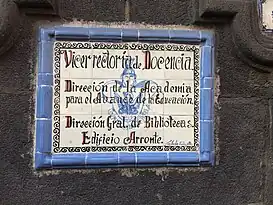 Vicerrectoría de Docencia
Dirección de la Academia
para el Avance de la Educación.
Dirección Gral. de Bibliotecas.
Edificio Arronte.